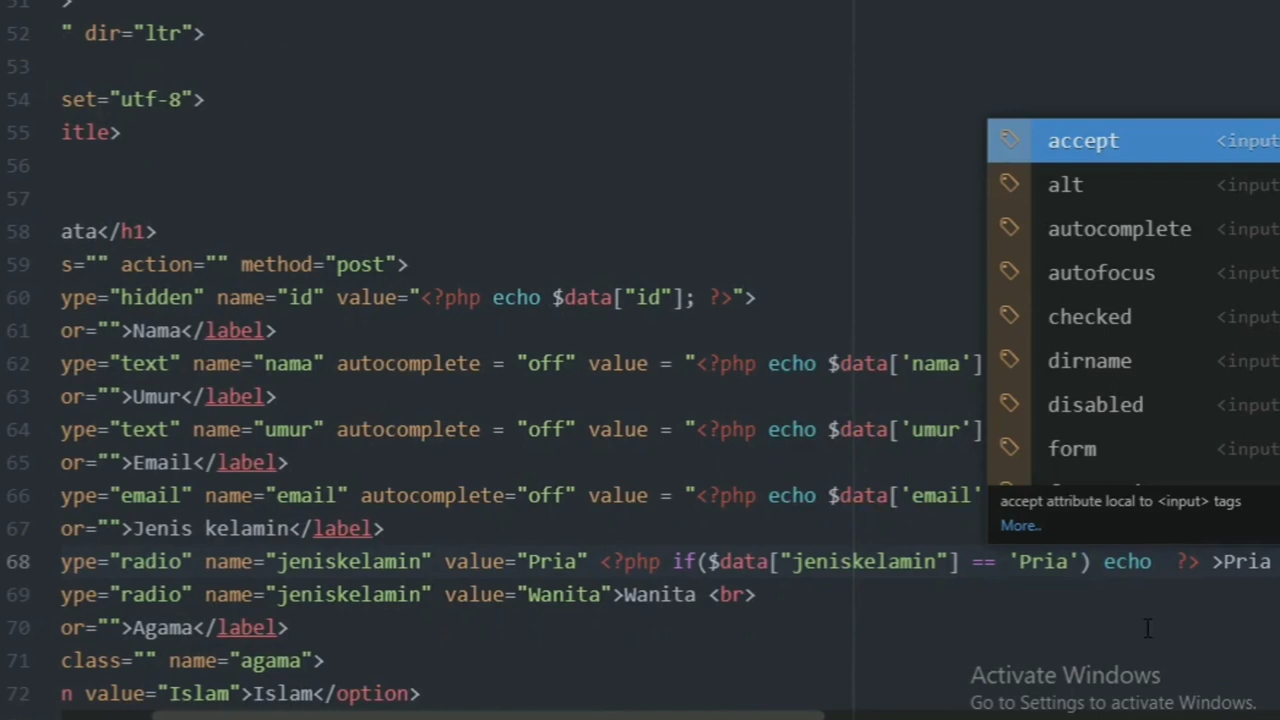 52 " dir="ltr">
53
54 set="utf-8">
55 itle>
56
57
58 ata</h1>
59 s="" action="" method="post">
60 ype="hidden" name="id" value="<?php echo $data["id"]; ?>">
61 or="">Nama</label>
62 ype="text" name="nama" autocomplete = "off" value = "<?php echo $data['nama']
63 or="">Umur</label>
64 ype="text" name="umur" autocomplete = "off" value = "<?php echo $data['umur']
65 or="">Email</label>
66 ype="email" name="email" autocomplete="off" value = "<?php echo $data['email'
67 or="">Jenis kelamin</label>
68 ype="radio" name="jeniskelamin" value="Pria" <?php if($data["jeniskelamin"] == 'Pria') echo  ?> >Pria
69 ype="radio" name="jeniskelamin" value="Wanita">Wanita <br>
70 or="">Agama</label>
71 class="" name="agama">
72 n value="Islam">Islam</option>
accept <input
alt <input
autocomplete <input
autofocus <input
checked <input
dirname <input
disabled <input
form <input
accept attribute local to <input> tags
More..
Activate Windows
Go to Settings to activate Windows.